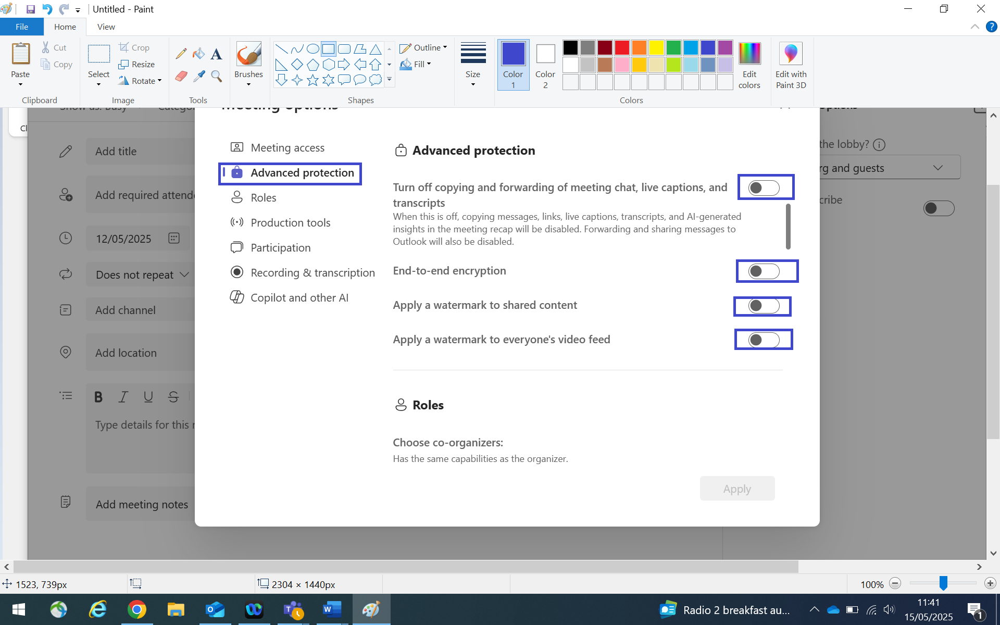 Untitled - Paint
File
Home
View
Paste
Cut
Copy
Clipboard
Select
Crop
Resize
Rotate
Image
Tools
Brushes
Shapes
Outline
Fill
Size
Color
1
Color
2
Edit
colors
Colors
Edit with
Paint 3D
Meeting Options
Cl
Add title
Add required attende
12/05/2025
Does not repeat
Add channel
Add location
B I U S
Type details for this
Add meeting notes
Meeting access
Advanced protection
Roles
Production tools
Participation
Recording & transcription
Copilot and other AI
Advanced protection
Turn off copying and forwarding of meeting chat, live captions, and
transcripts
When this is off, copying messages, links, live captions, transcripts, and AI-generated
insights in the meeting recap will be disabled. Forwarding and sharing messages to
Outlook will also be disabled.
End-to-end encryption
Apply a watermark to shared content
Apply a watermark to everyone's video feed
Roles
Choose co-organizers:
Has the same capabilities as the organizer.
Apply
the lobby?
rg and guests
cribe
1523, 739px
2304 × 1440px
100%
Radio 2 breakfast au...
11:41
15/05/2025
1